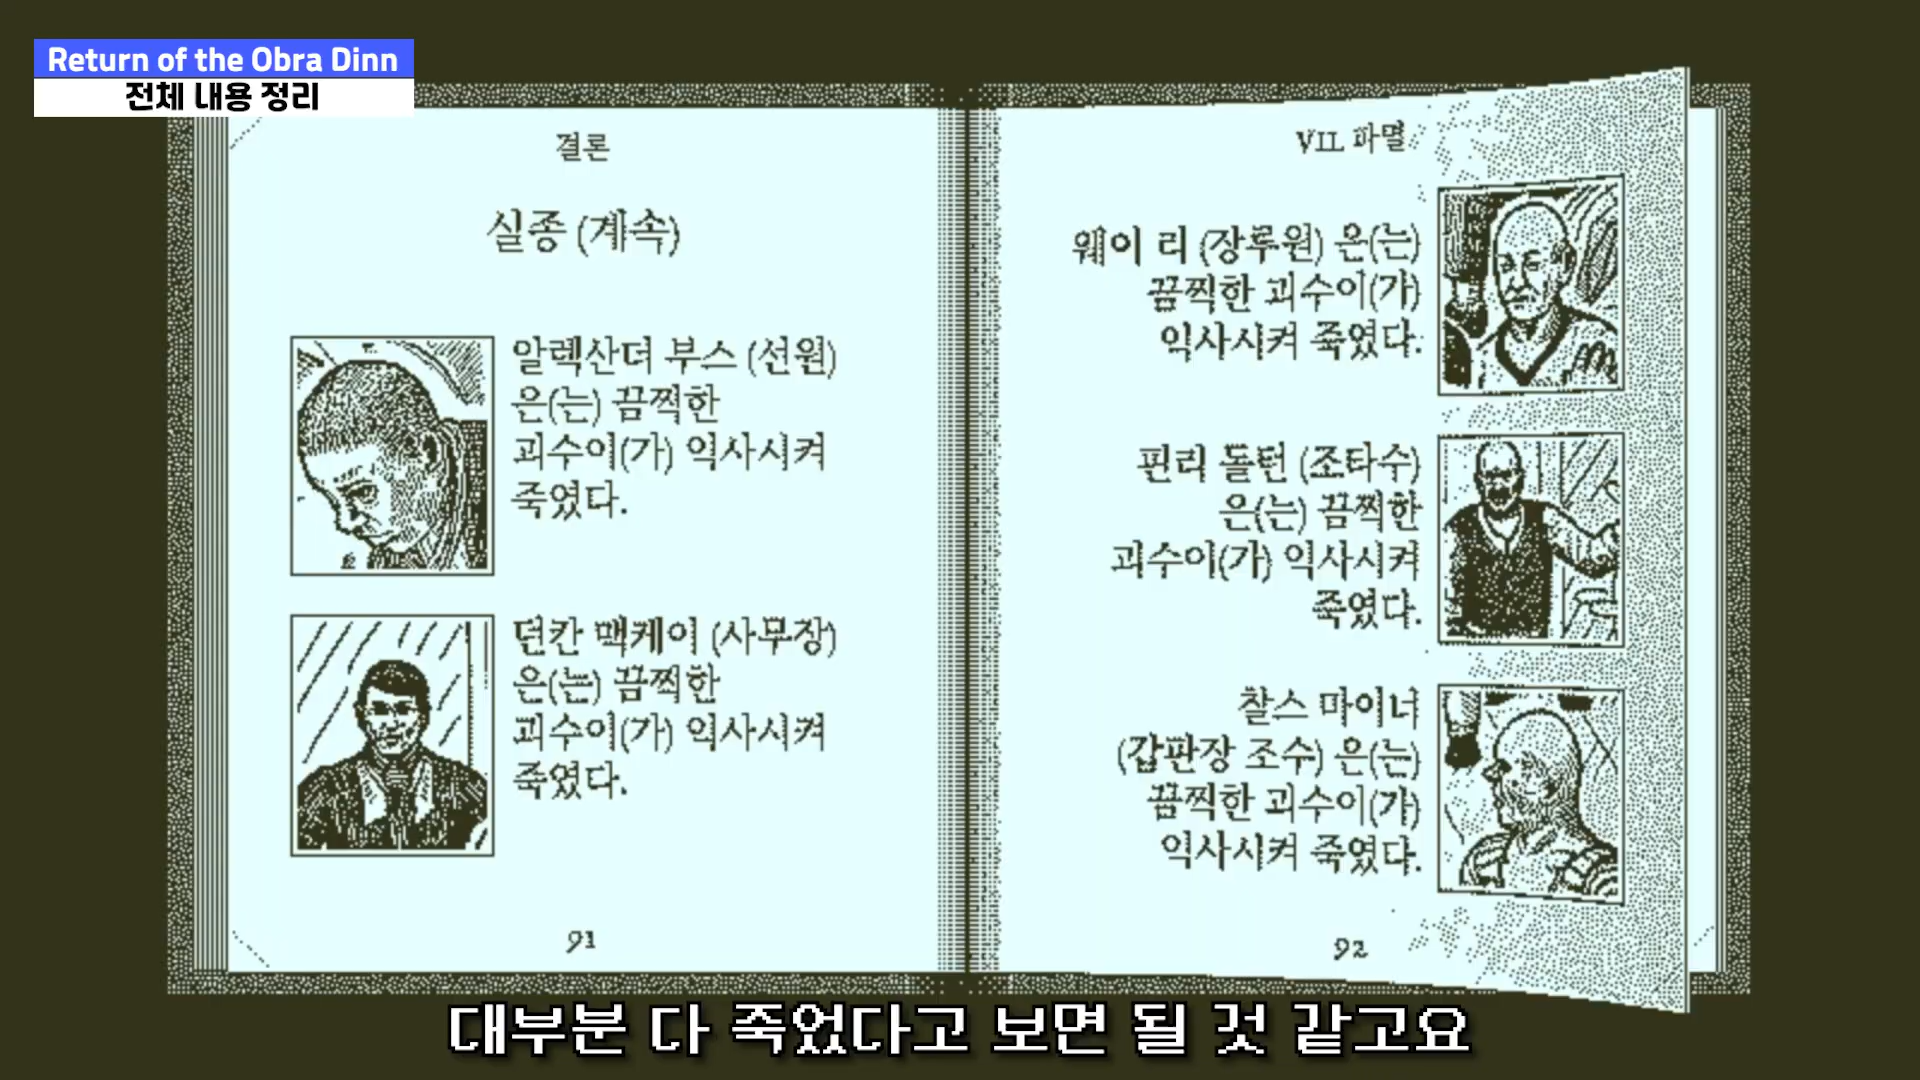 Return of the Obra Dinn
전체 내용 정리
결론
실종 (계속)
알렉산더 부스 (선원)
은(는) 끔찍한
괴수이(가) 익사시켜
죽였다.
던칸 맥케이 (사무장)
은(는) 끔찍한
괴수이(가) 익사시켜
죽였다.
91
VII. 파멸
웨이 리 (장루원) 은(는)
끔찍한 괴수이(가)
익사시켜 죽였다.
핀리 돌턴 (조타수)
은(는) 끔찍한
괴수이(가) 익사시켜
죽였다.
찰스 마이너
(갑판장 조수) 은(는)
끔찍한 괴수이(가)
익사시켜 죽였다.
92
대부분 다 죽었다고 보면 될 것 같고요